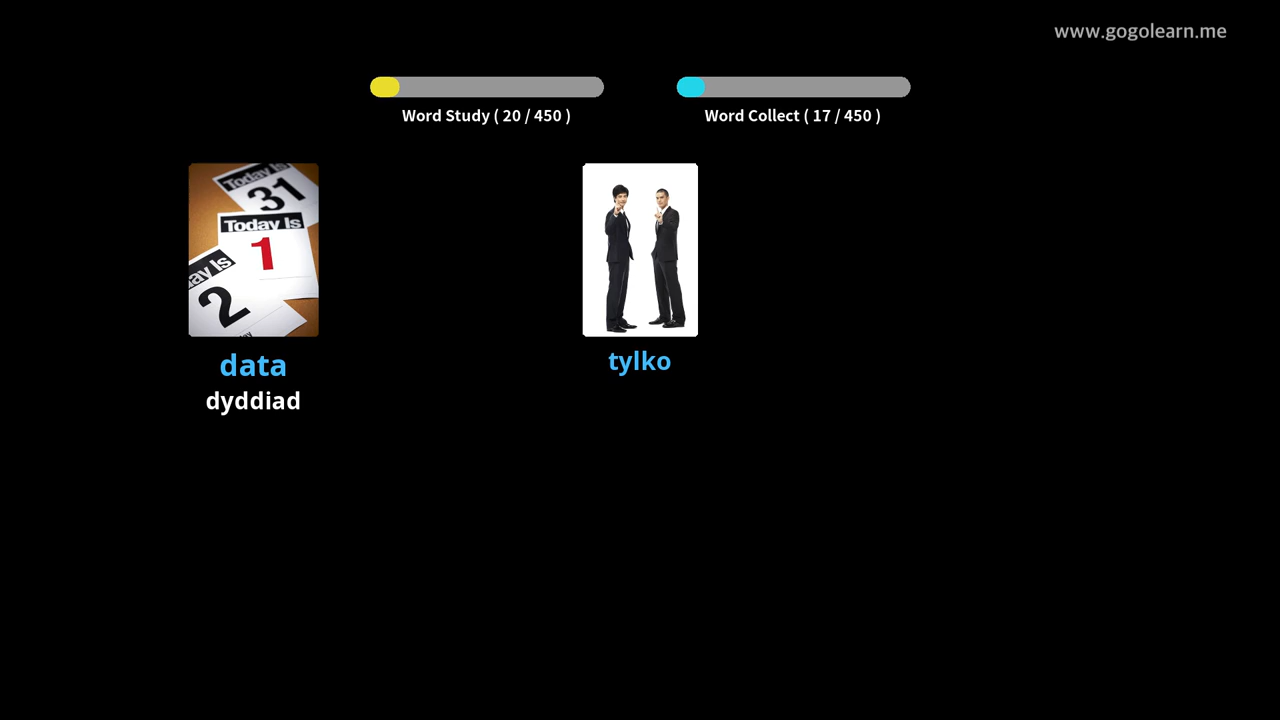 www.gogolearn.me
Word Study ( 20 / 450 )
Word Collect ( 17 / 450 )
Today Is
31
Today Is
1
ay Is
2
data
dyddiad
tylko